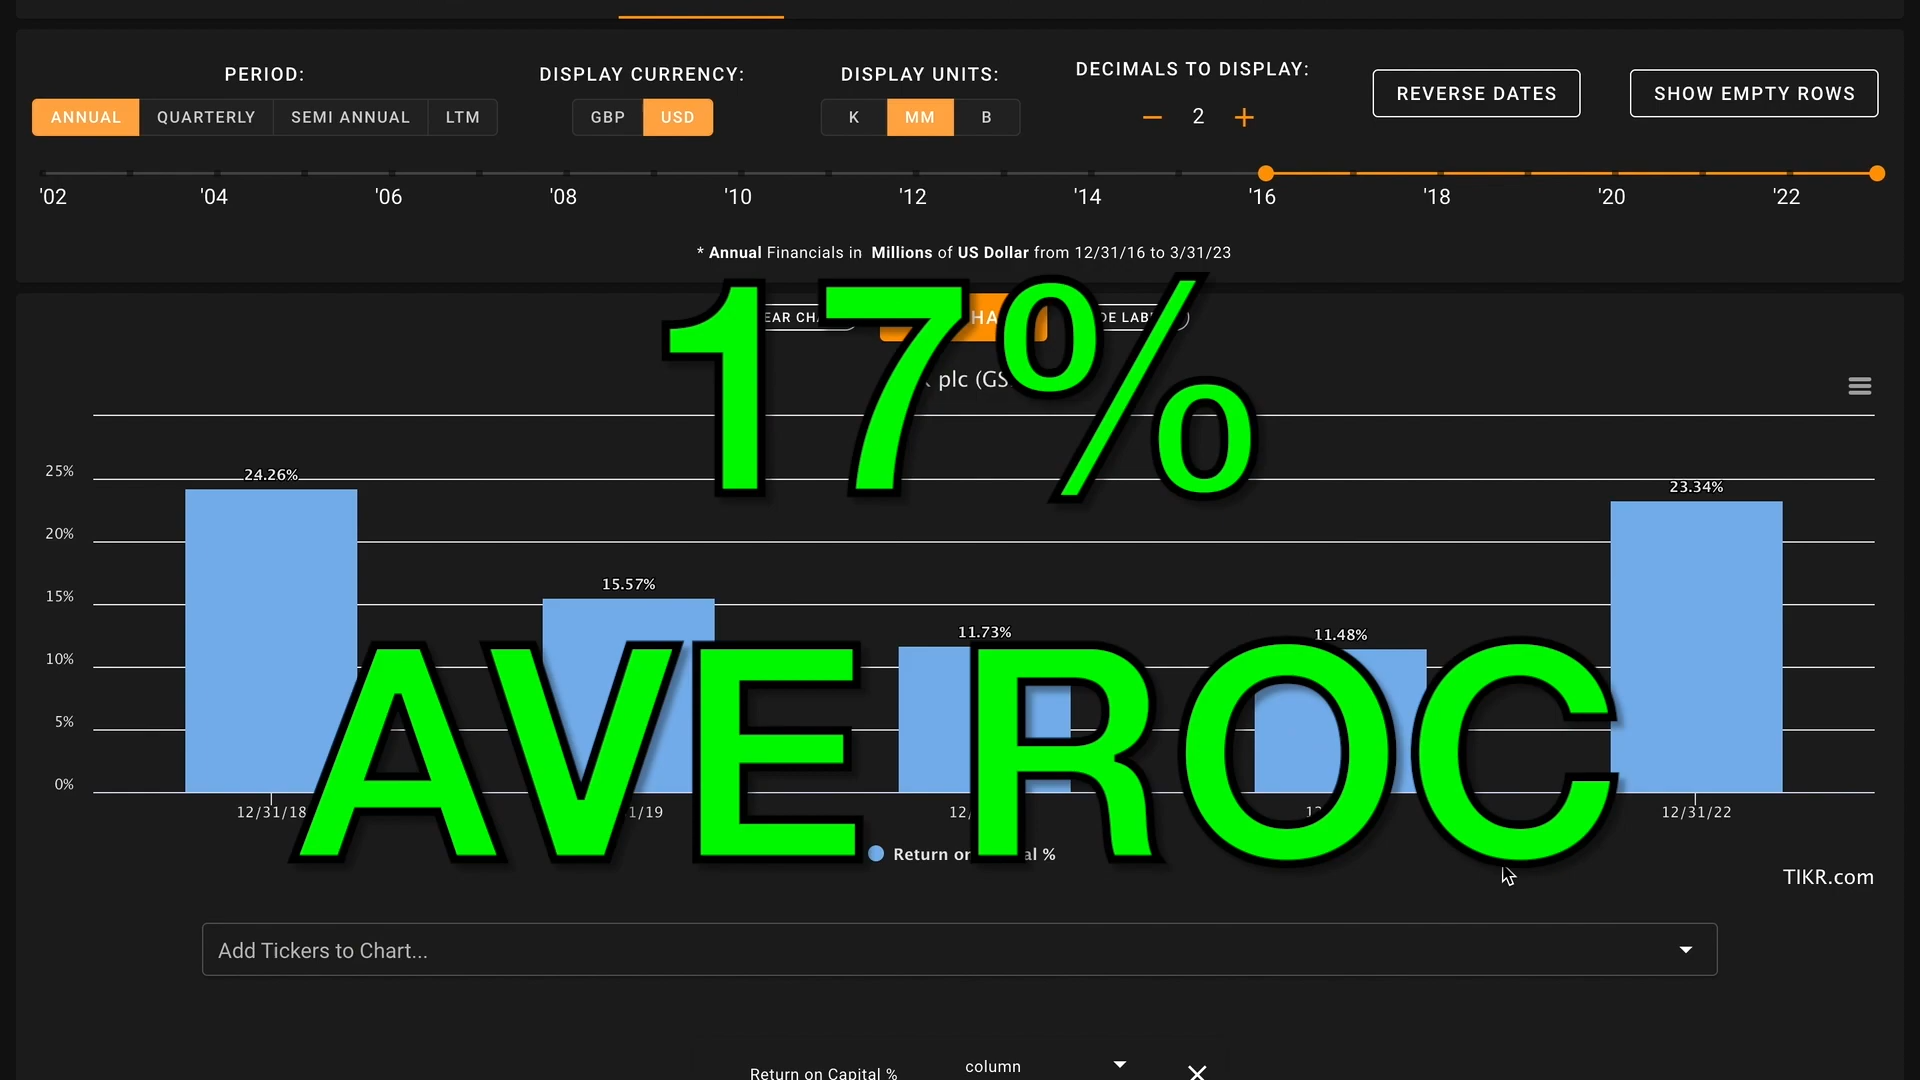 PERIOD:
DISPLAY CURRENCY:
DISPLAY UNITS:
DECIMALS TO DISPLAY:
REVERSE DATES
SHOW EMPTY ROWS
ANNUAL QUARTERLY SEMI ANNUAL LTM
GBP USD
K MM B
− 2 +
'02 '04 '06 '08 '10 '12 '14 '16 '18 '20 '22
* Annual Financials in Millions of US Dollar from 12/31/16 to 3/31/23
17%
plc (GS
25%
20%
15%
10%
5%
0%
24.26%
15.57%
11.73%
11.48%
23.34%
AVE ROC
12/31/18
1/19
12/
12/31/22
Return on
al %
TIKR.com
Add Tickers to Chart...
Return on Capital %
column